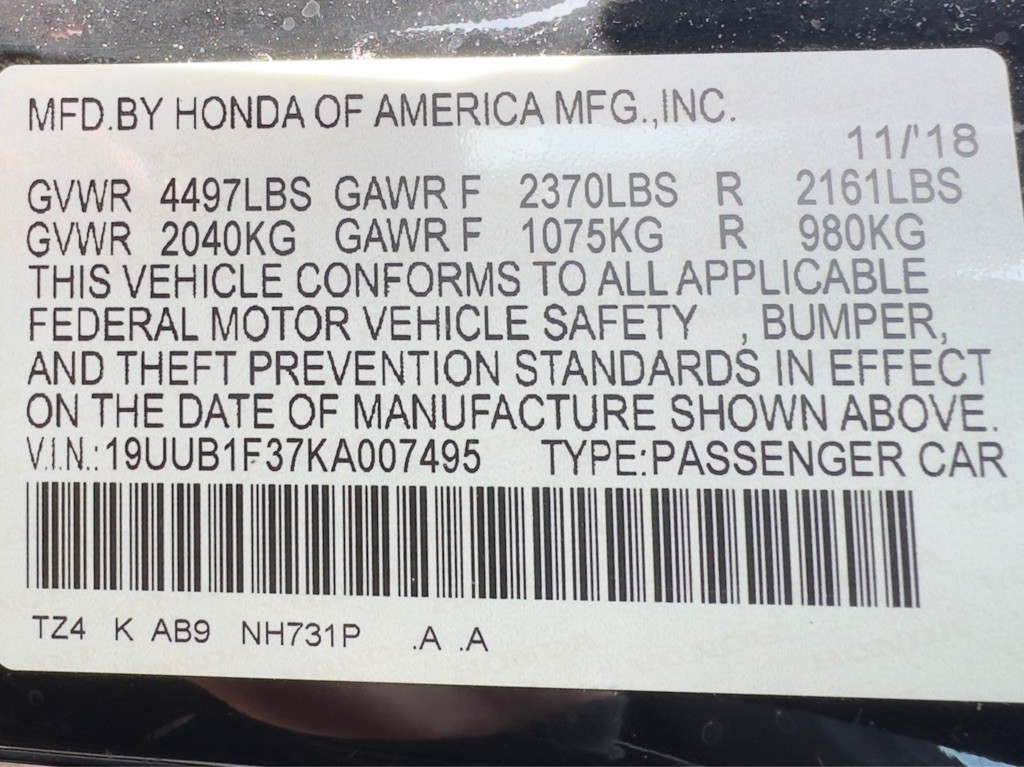 MFD.BY HONDA OF AMERICA MFG.,INC.
11/'18
GVWR 4497LBS GAWR F 2370LBS R 2161LBS
GVWR 2040KG GAWR F 1075KG R 980KG
THIS VEHICLE CONFORMS TO ALL APPLICABLE
FEDERAL MOTOR VEHICLE SAFETY , BUMPER,
AND THEFT PREVENTION STANDARDS IN EFFECT
ON THE DATE OF MANUFACTURE SHOWN ABOVE.
V.I.N.:19UUB1F37KA007495 TYPE:PASSENGER CAR
TZ4 K AB9 NH731P .A .A